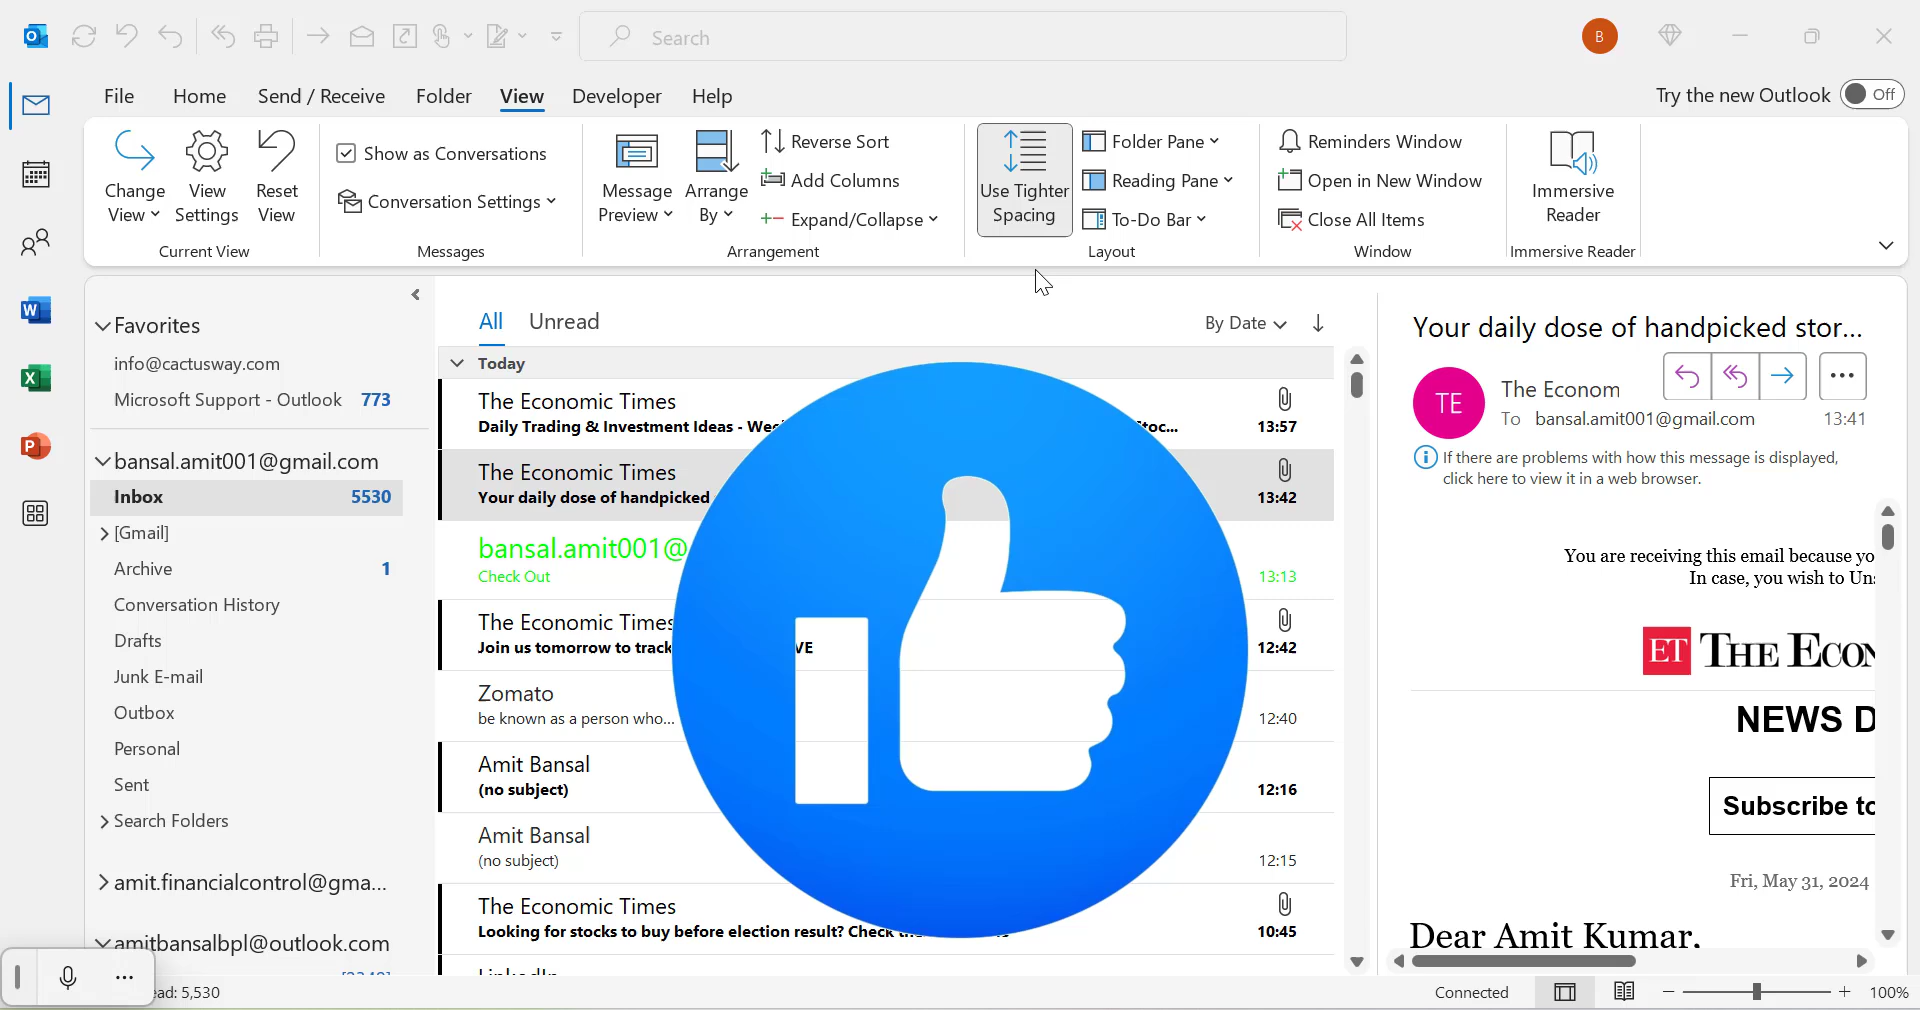 Search
B
File Home Send / Receive Folder View Developer Help
Try the new Outlook Off
Change View
View Settings
Reset View
Current View
Show as Conversations
Conversation Settings
Messages
Message Preview
Arrange By
Reverse Sort
Add Columns
Expand/Collapse
Arrangement
Use Tighter Spacing
Folder Pane
Reading Pane
To-Do Bar
Layout
Reminders Window
Open in New Window
Close All Items
Window
Immersive Reader
Immersive Reader
Favorites
info@cactusway.com
Microsoft Support - Outlook 773
bansal.amit001@gmail.com
Inbox 5530
[Gmail]
Archive 1
Conversation History
Drafts
Junk E-mail
Outbox
Personal
Sent
Search Folders
amit.financialcontrol@gma...
amitbansalbpl@outlook.com
All Unread By Date
Today
The Economic Times
Daily Trading & Investment Ideas - 13:57
The Economic Times
Your daily dose of handpicked 13:42
bansal.amit001@
Check Out 13:13
The Economic Times
Join us tomorrow to track VE 12:42
Zomato
be known as a person who... 12:40
Amit Bansal
(no subject) 12:16
Amit Bansal
(no subject) 12:15
The Economic Times
Looking for stocks to buy before election result? Check 10:45
Your daily dose of handpicked stor...
TE
The Econom
To bansal.amit001@gmail.com 13:41
If there are problems with how this message is displayed,
click here to view it in a web browser.
You are receiving this email because yo
In case, you wish to Un
ET THE ECON
NEWS D
Subscribe to
Fri, May 31, 2024
Dear Amit Kumar,
ead: 5,530
Connected 100%
W
X
P